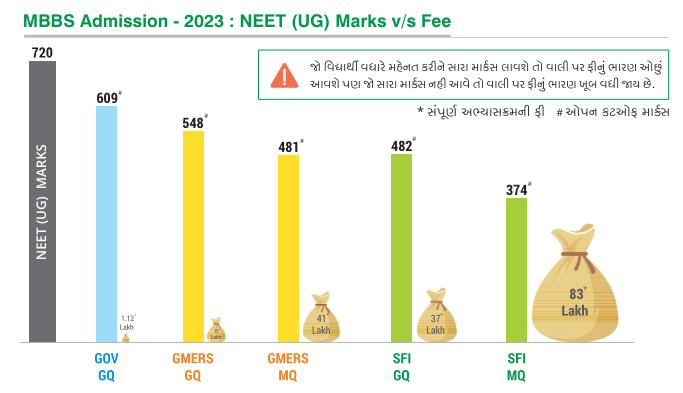 MBBS Admission - 2023 : NEET (UG) Marks v/s Fee
720
જો વિદ્યાર્થી વધારે મહેનત કરીને સારા માર્કસ લાવશે તો વાલી પર ફીનું ભારણ ઓછું
આવશે પણ જો સારા માર્કસ નહી આવે તો વાલી પર ફીનું ભારણ ખૂબ વધી જાય છે.
* સંપૂર્ણ અભ્યાસક્રમની ફી # ઓપન કટઓફ માર્કસ
609#
548#
481#
482#
374#
NEET (UG) MARKS
1.12*
Lakh
Lakh
41*
Lakh
37*
Lakh
83*
Lakh
GOV
GQ
GMERS
GQ
GMERS
MQ
SFI
GQ
SFI
MQ